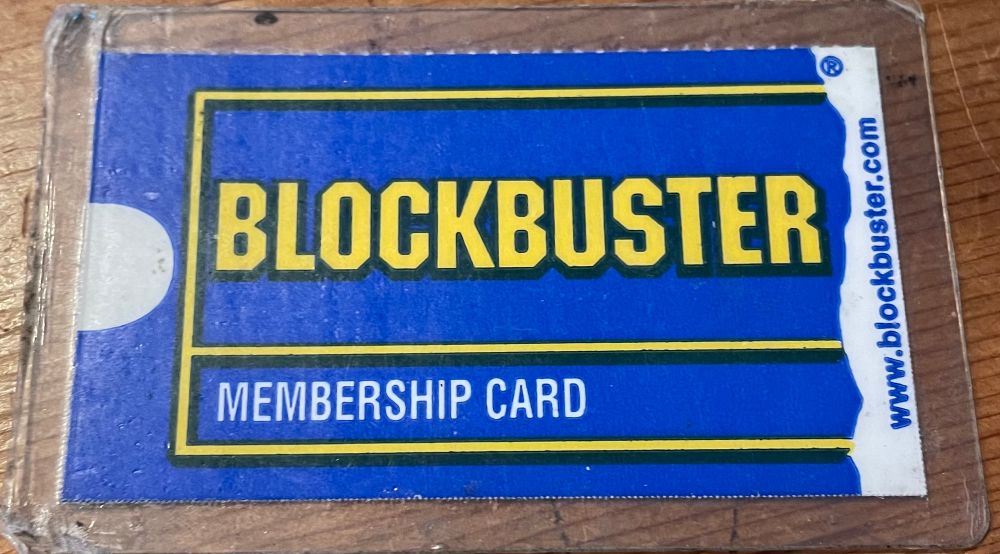 BLOCKBUSTER
MEMBERSHIP CARD
®
www.blockbuster.com